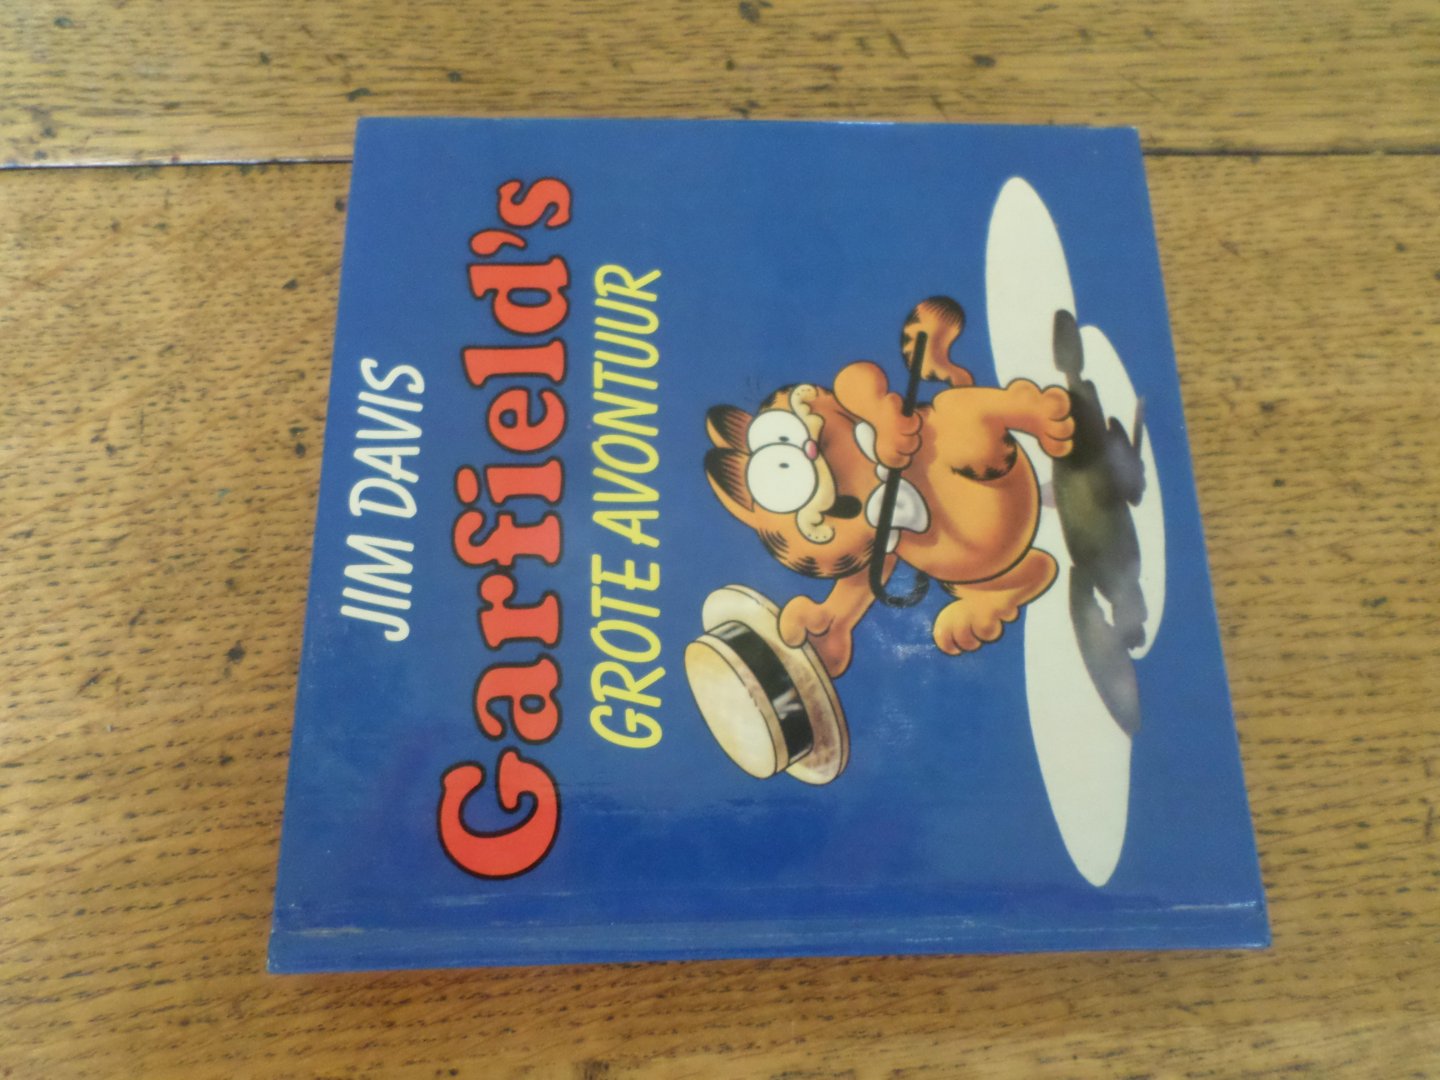 JIM DAVIS
Garfield's
GROTE AVONTUUR